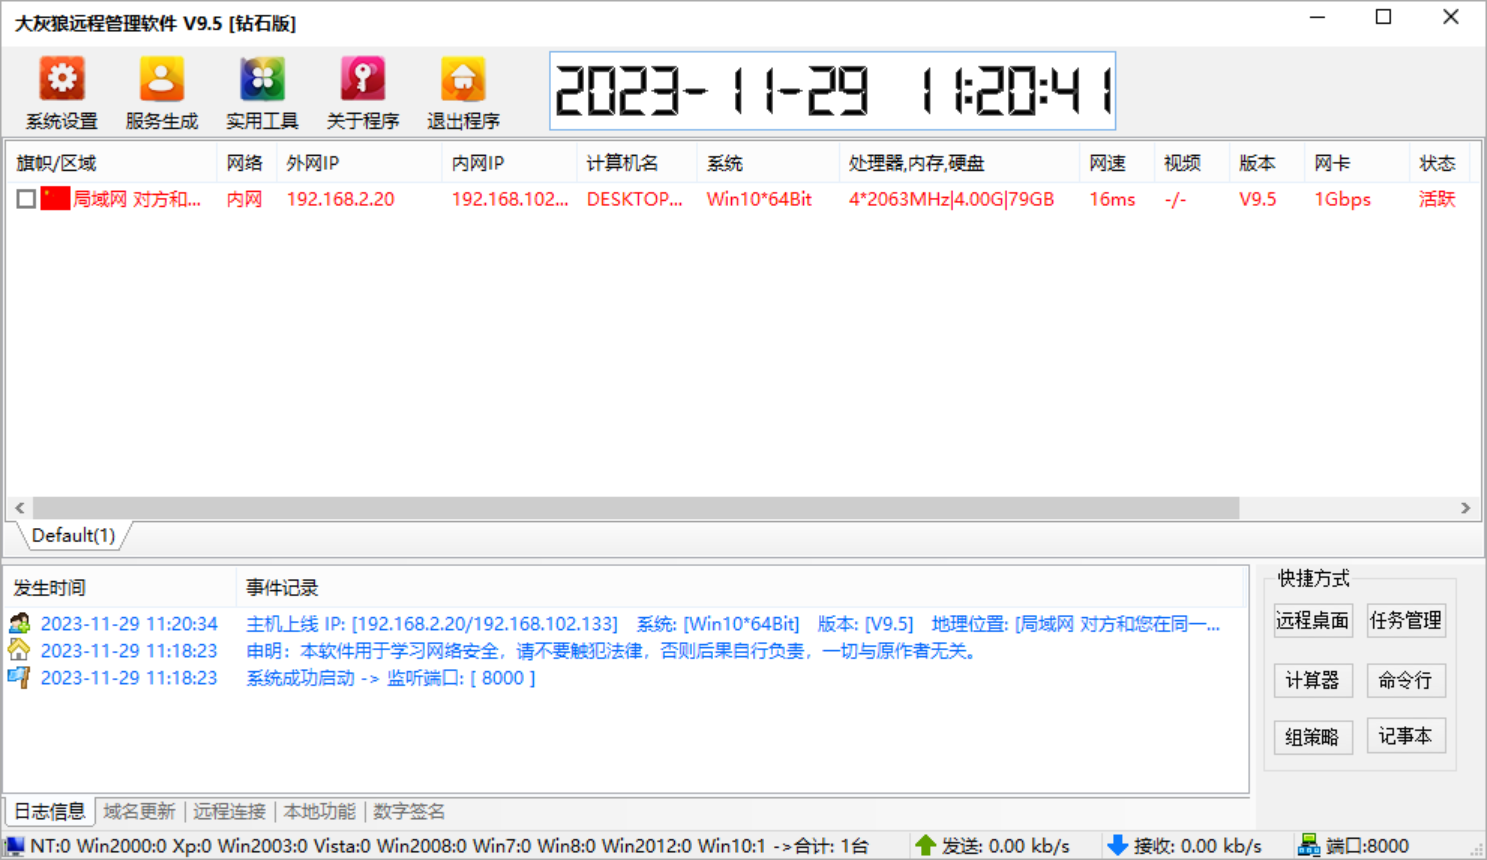 大灰狼远程管理软件 V9.5 [钻石版]
系统设置 服务生成 实用工具 关于程序 退出程序 2023-11-29 11:20:41
旗帜/区域 网络 外网IP 内网IP 计算机名 系统 处理器,内存,硬盘 网速 视频 版本 网卡 状态
局域网 对方和... 内网 192.168.2.20 192.168.102... DESKTOP... Win10*64Bit 4*2063MHz|4.00G|79GB 16ms -/- V9.5 1Gbps 活跃
Default(1)
发生时间 事件记录
2023-11-29 11:20:34 主机上线 IP: [192.168.2.20/192.168.102.133] 系统: [Win10*64Bit] 版本: [V9.5] 地理位置: [局域网 对方和您在同一...
2023-11-29 11:18:23 申明：本软件用于学习网络安全，请不要触犯法律，否则后果自行负责，一切与原作者无关。
2023-11-29 11:18:23 系统成功启动 -> 监听端口: [ 8000 ]
快捷方式
远程桌面 任务管理
计算器 命令行
组策略 记事本
日志信息 域名更新 远程连接 本地功能 数字签名
NT:0 Win2000:0 Xp:0 Win2003:0 Vista:0 Win2008:0 Win7:0 Win8:0 Win2012:0 Win10:1 ->合计: 1台 发送: 0.00 kb/s 接收: 0.00 kb/s 端口:8000